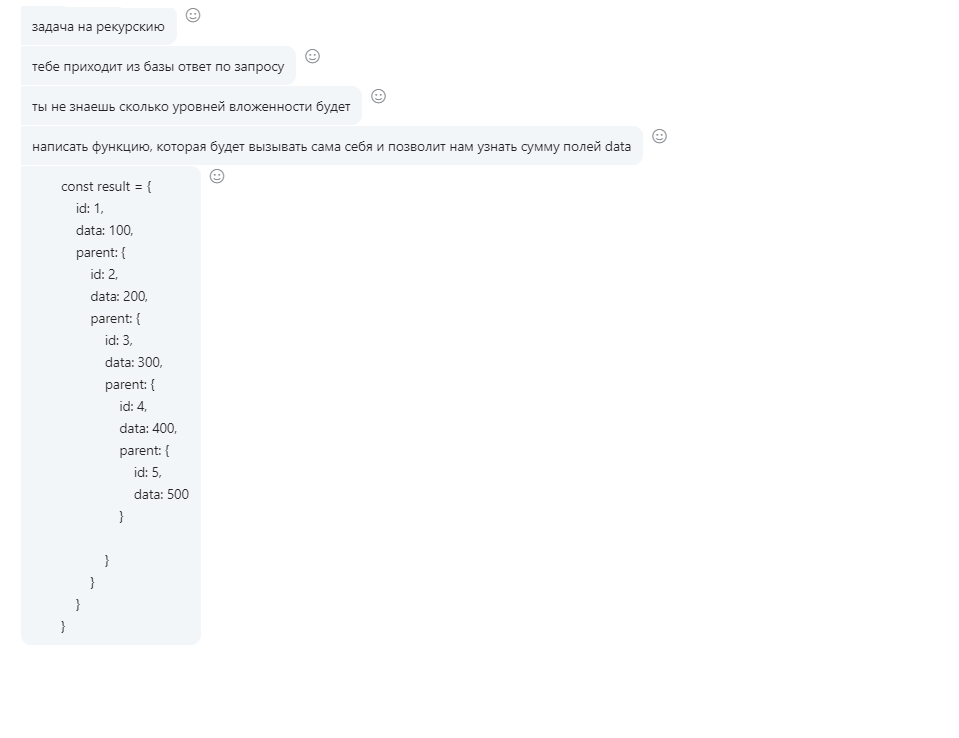 задача на рекурскию
тебе приходит из базы ответ по запросу
ты не знаешь сколько уровней вложенности будет
написать функцию, которая будет вызывать сама себя и позволит нам узнать сумму полей data
const result = {
id: 1,
data: 100,
parent: {
id: 2,
data: 200,
parent: {
id: 3,
data: 300,
parent: {
id: 4,
data: 400,
parent: {
id: 5,
data: 500
}
}
}
}
}